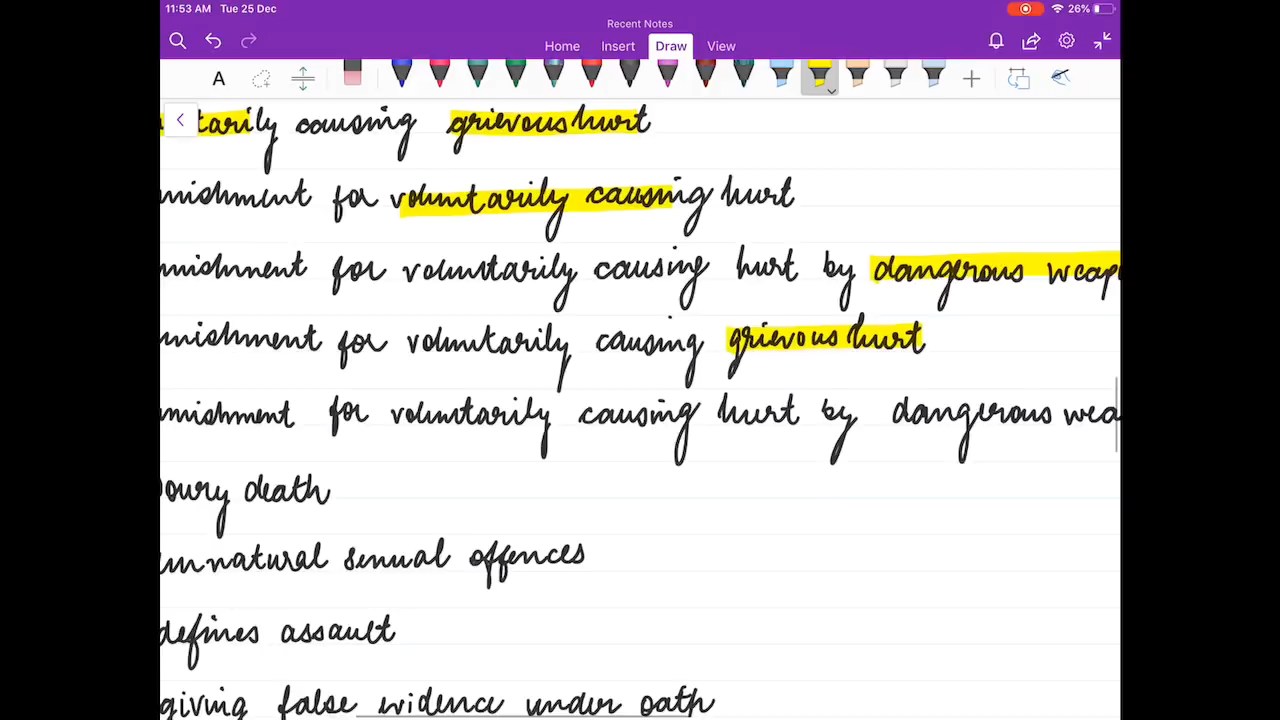 11:53 AM Tue 25 Dec
26%
Recent Notes
Home Insert Draw View
A
tarily causing grievous hurt
nishment for voluntarily causing hurt
nishment for voluntarily causing hurt by dangerous weap
unishment for voluntarily causing grievous hurt
nishment for voluntarily causing hurt by dangerous wea
oury death
unnatural sexual offences
defines assault
giving false evidence under oath